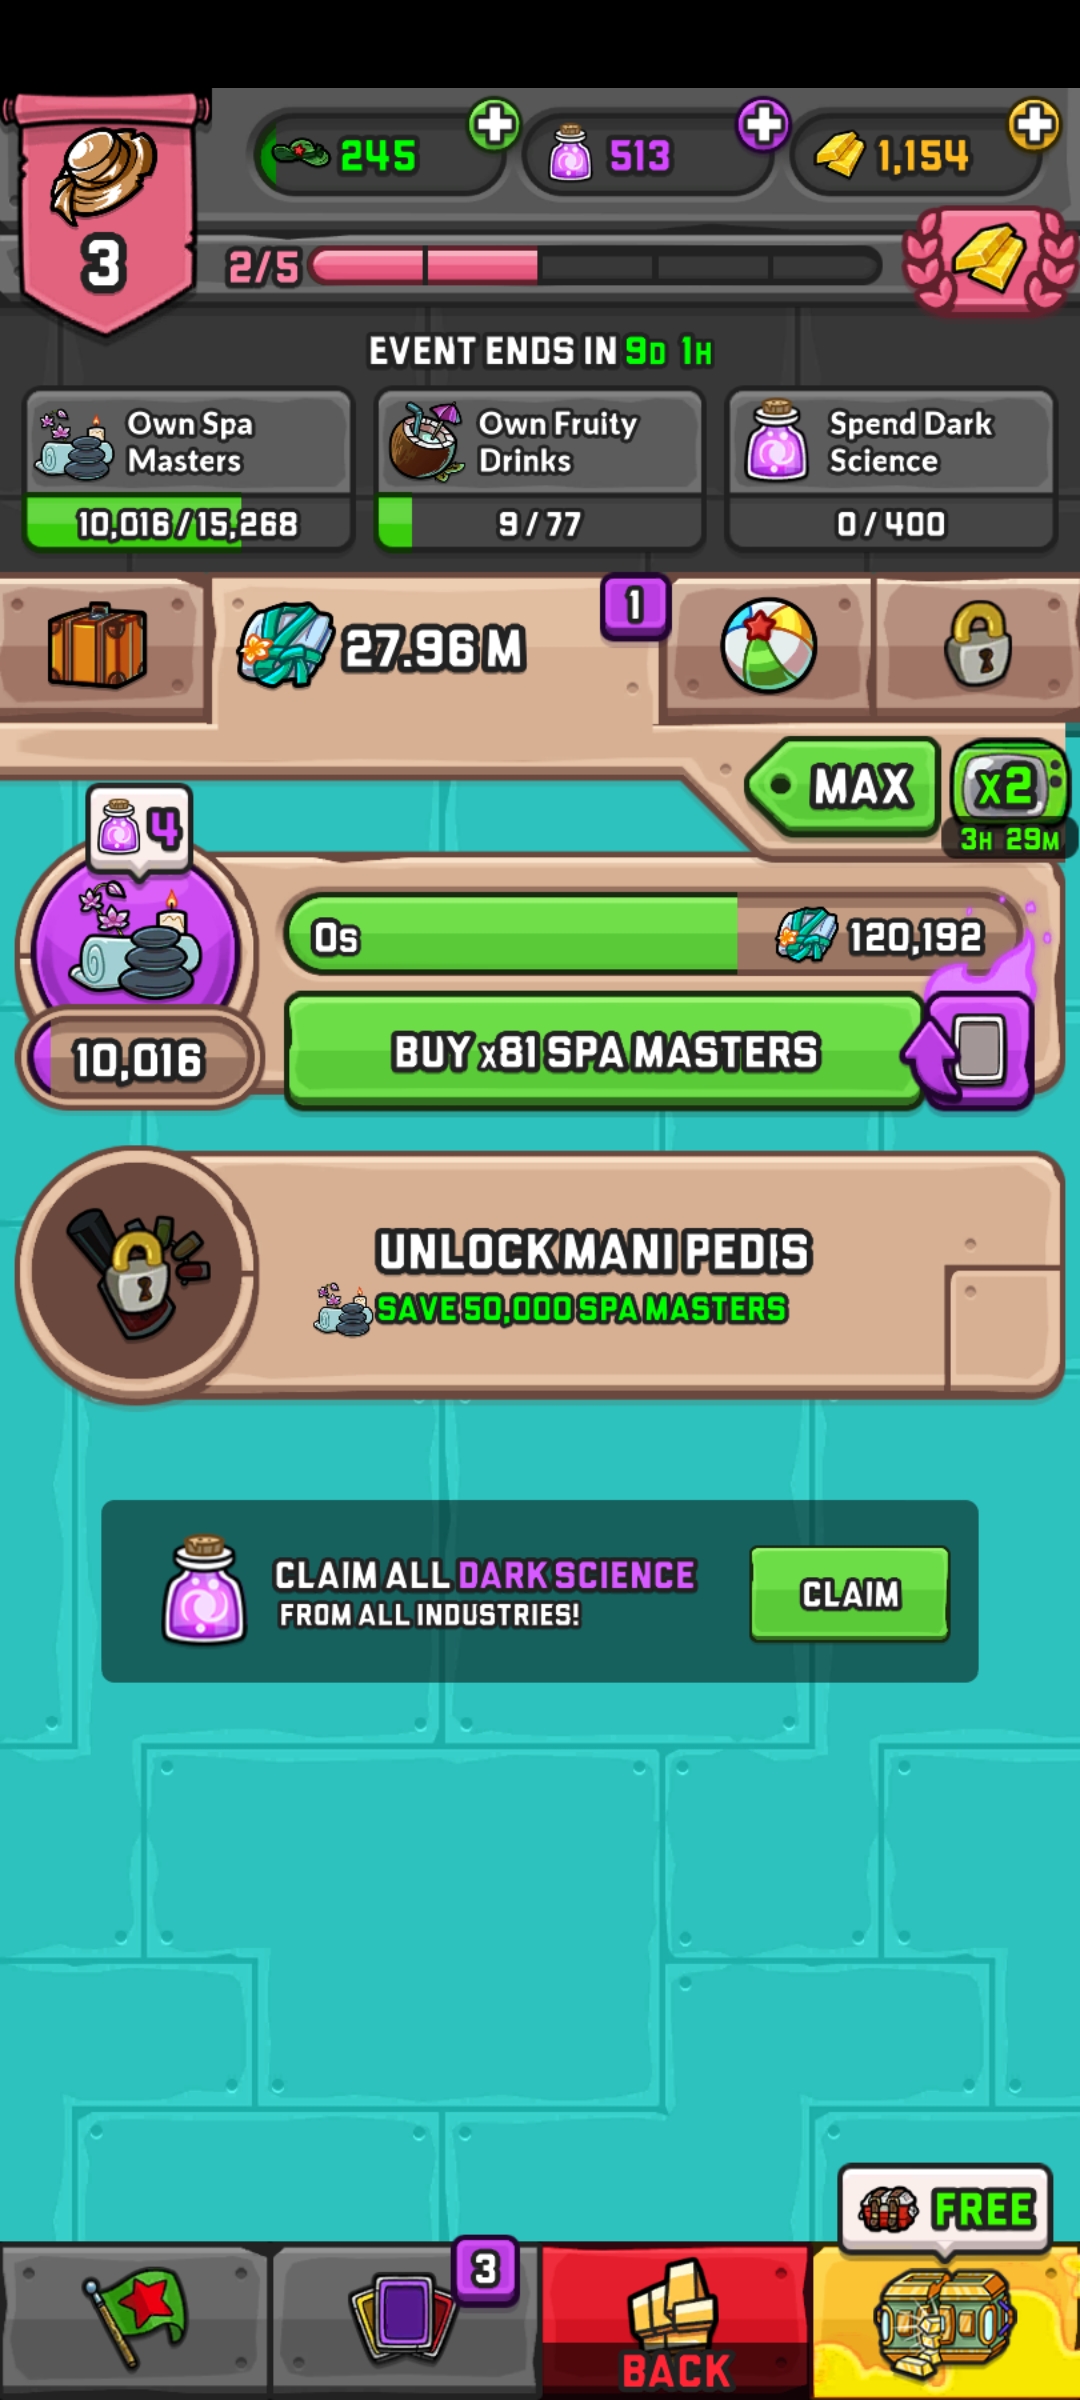 245
513
1,154
3
2/5
EVENT ENDS IN 9D 1H
Own Spa
Masters
10,016/15,268
Own Fruity
Drinks
9/77
Spend Dark
Science
0/400
27.96 M
1
MAX
x2
3H 29M
4
0s
120,192
10,016
BUY x81 SPA MASTERS
UNLOCK MANI PEDIS
SAVE 50,000 SPA MASTERS
CLAIM ALL DARK SCIENCE
FROM ALL INDUSTRIES!
CLAIM
FREE
3
BACK